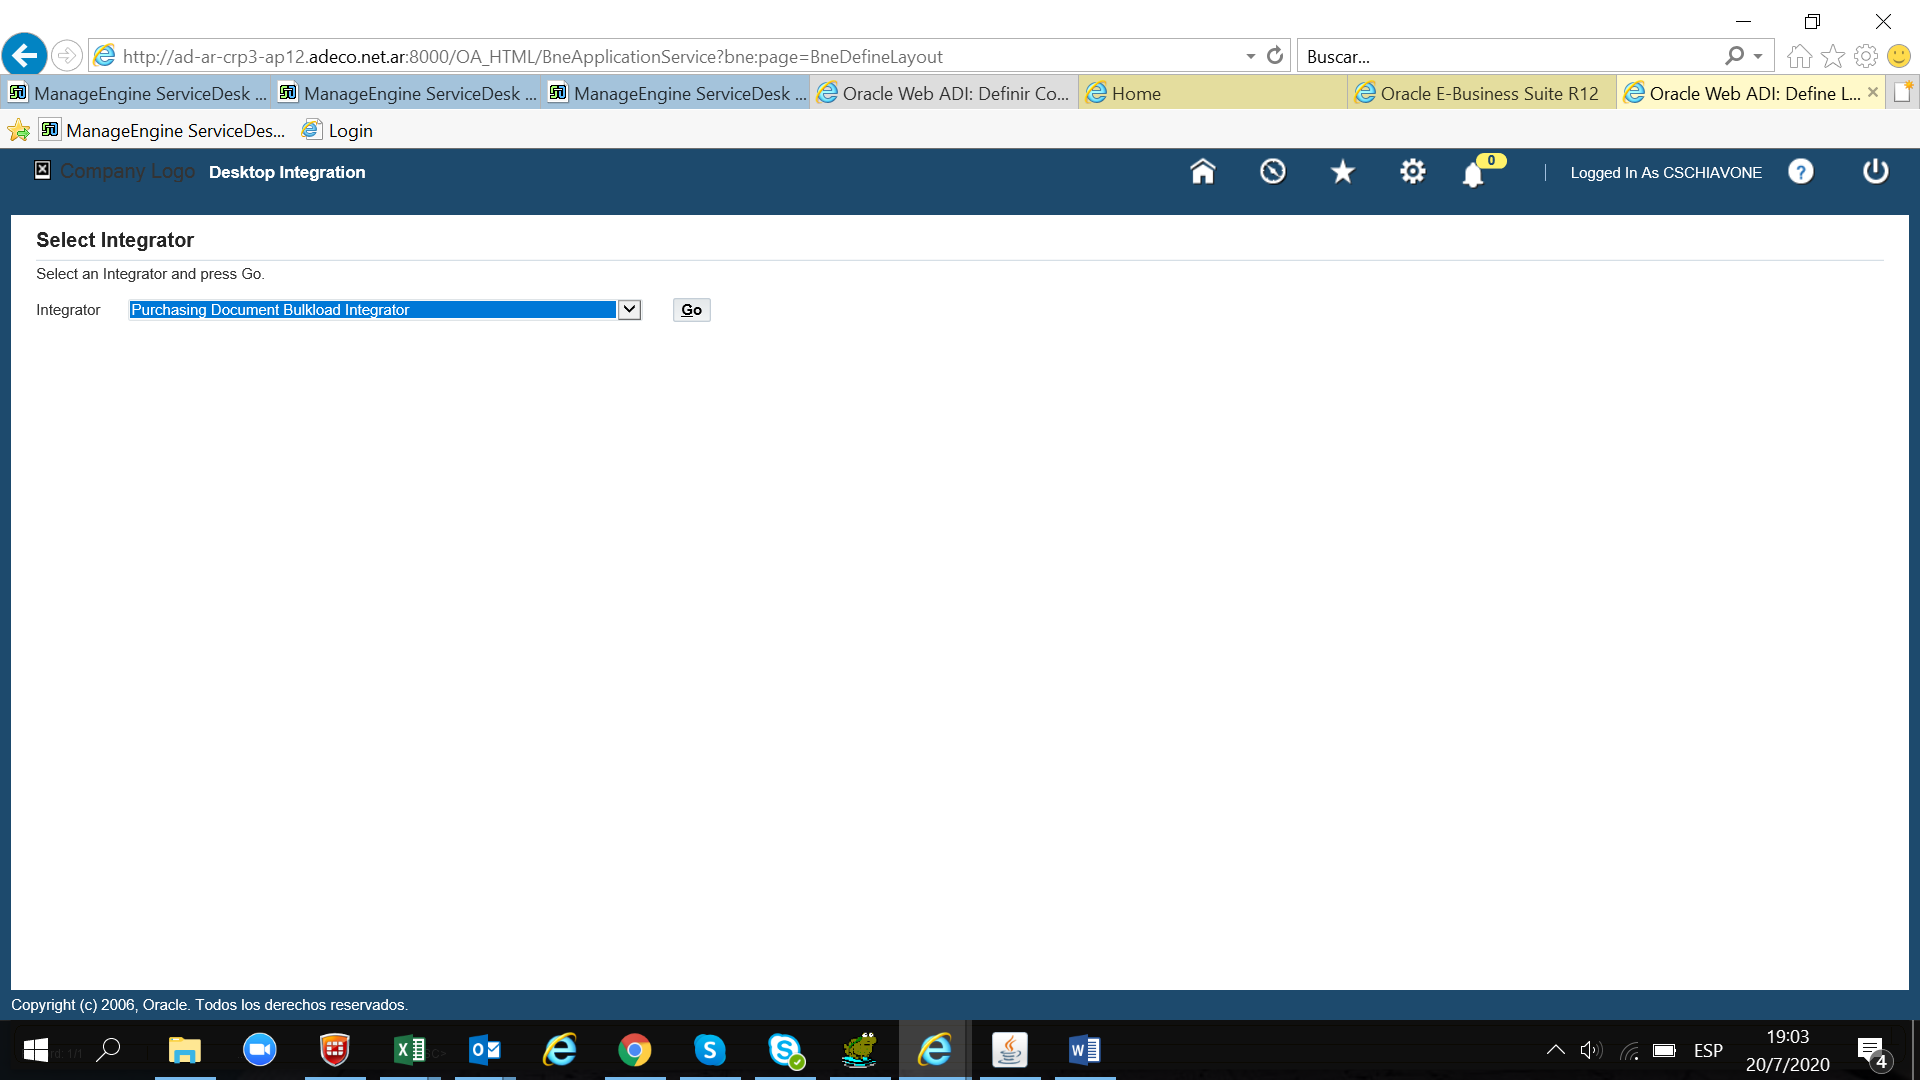 http://ad-ar-crp3-ap12.adeco.net.ar:8000/OA_HTML/BneApplicationService?bne:page=BneDefineLayout
Buscar...
ManageEngine ServiceDesk ...
ManageEngine ServiceDesk ...
ManageEngine ServiceDesk ...
Oracle Web ADI: Definir Co...
Home
Oracle E-Business Suite R12
Oracle Web ADI: Define L...
ManageEngine ServiceDes...
Login
Company Logo
Desktop Integration
0
Logged In As CSCHIAVONE
Select Integrator
Select an Integrator and press Go.
Integrator
Purchasing Document Bulkload Integrator
Go
Copyright (c) 2006, Oracle. Todos los derechos reservados.
ESP
19:03
20/7/2020
4